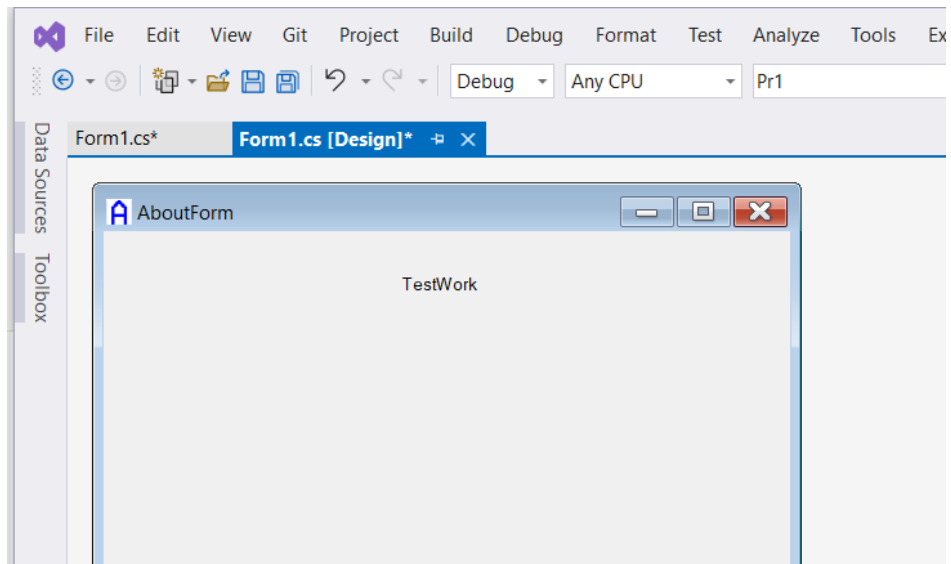 File Edit View Git Project Build Debug Format Test Analyze Tools Ex
Debug Any CPU Pr1
Form1.cs* Form1.cs [Design]*
Data Sources
Toolbox
A AboutForm
TestWork